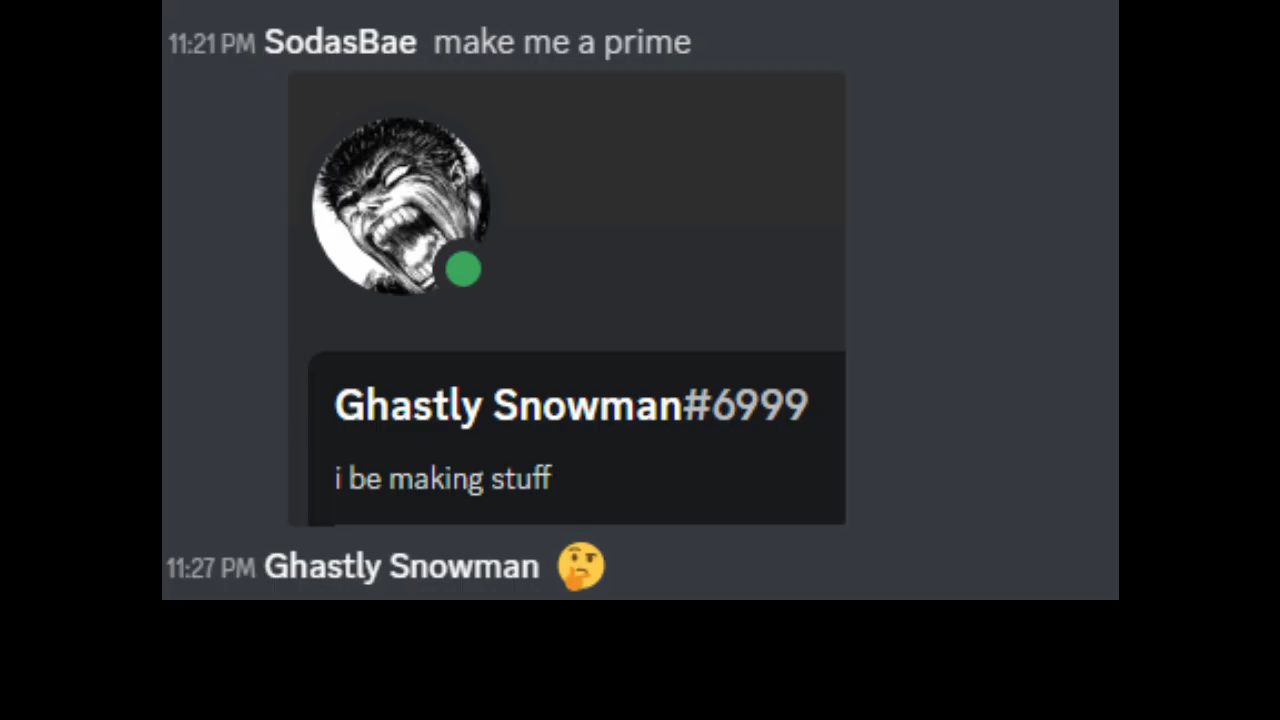 11:21 PM SodasBae make me a prime
Ghastly Snowman#6999
i be making stuff
11:27 PM Ghastly Snowman 🤔